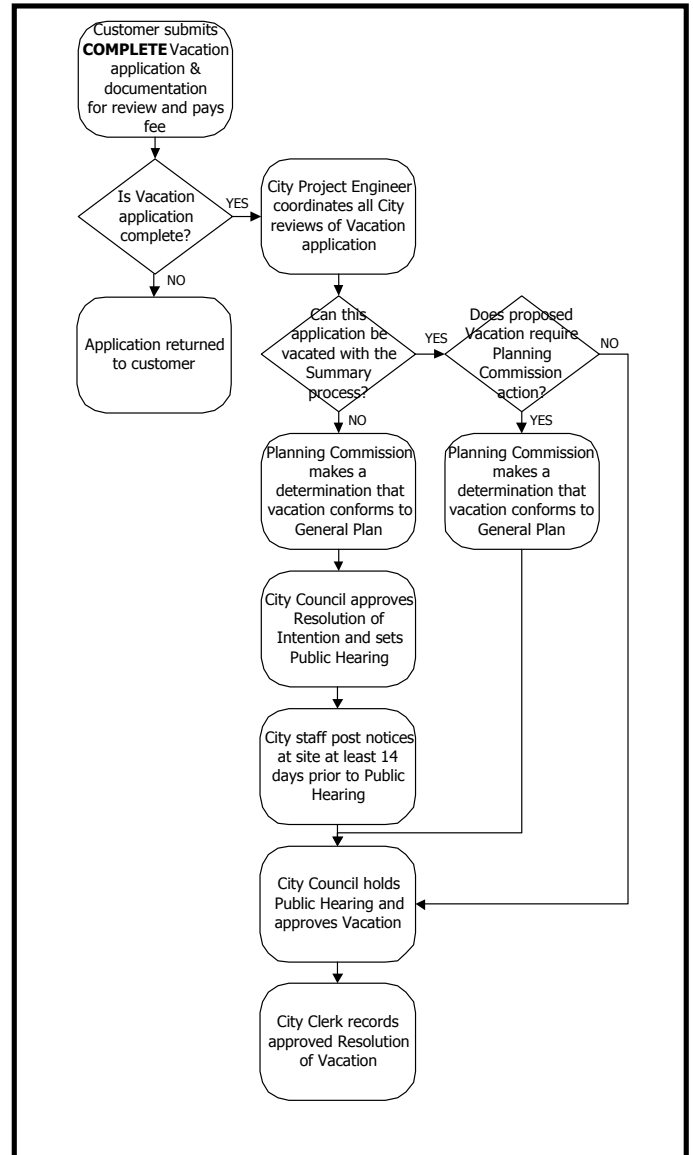 Customer submits
COMPLETE Vacation
application &
documentation
for review and pays
fee
Is Vacation
application
complete?
YES
NO
City Project Engineer
coordinates all City
reviews of Vacation
application
Application returned
to customer
Can this
application be
vacated with the
Summary
process?
YES
NO
Does proposed
Vacation require
Planning
Commission
action?
NO
YES
Planning Commission
makes a
determination that
vacation conforms to
General Plan
Planning Commission
makes a
determination that
vacation conforms to
General Plan
City Council approves
Resolution of
Intention and sets
Public Hearing
City staff post notices
at site at least 14
days prior to Public
Hearing
City Council holds
Public Hearing and
approves Vacation
City Clerk records
approved Resolution
of Vacation